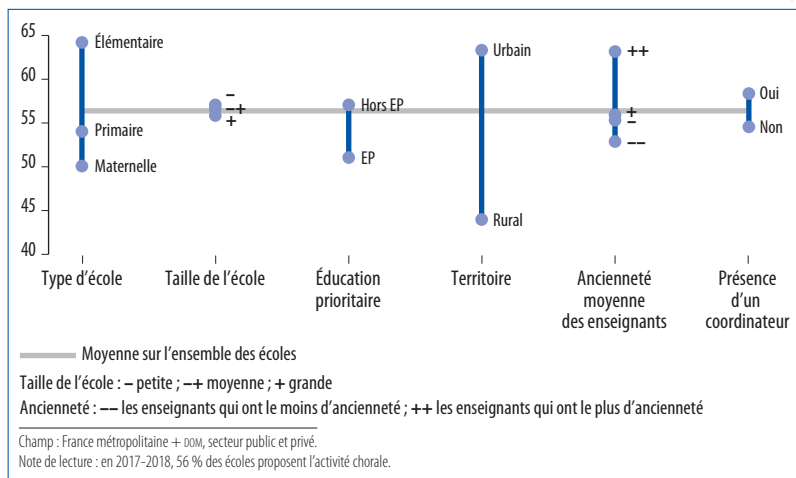 65
60
55
50
45
40
Élémentaire
Primaire
Maternelle
–
–+
+
Hors EP
EP
Urbain
Rural
++
+
–
––
Oui
Non
Type d'école
Taille de l'école
Éducation
prioritaire
Territoire
Ancienneté
moyenne
des enseignants
Présence
d'un
coordinateur
Moyenne sur l'ensemble des écoles
Taille de l'école : – petite ; –+ moyenne ; + grande
Ancienneté : –– les enseignants qui ont le moins d'ancienneté ; ++ les enseignants qui ont le plus d'ancienneté
Champ : France métropolitaine + DOM, secteur public et privé.
Note de lecture : en 2017-2018, 56 % des écoles proposent l'activité chorale.